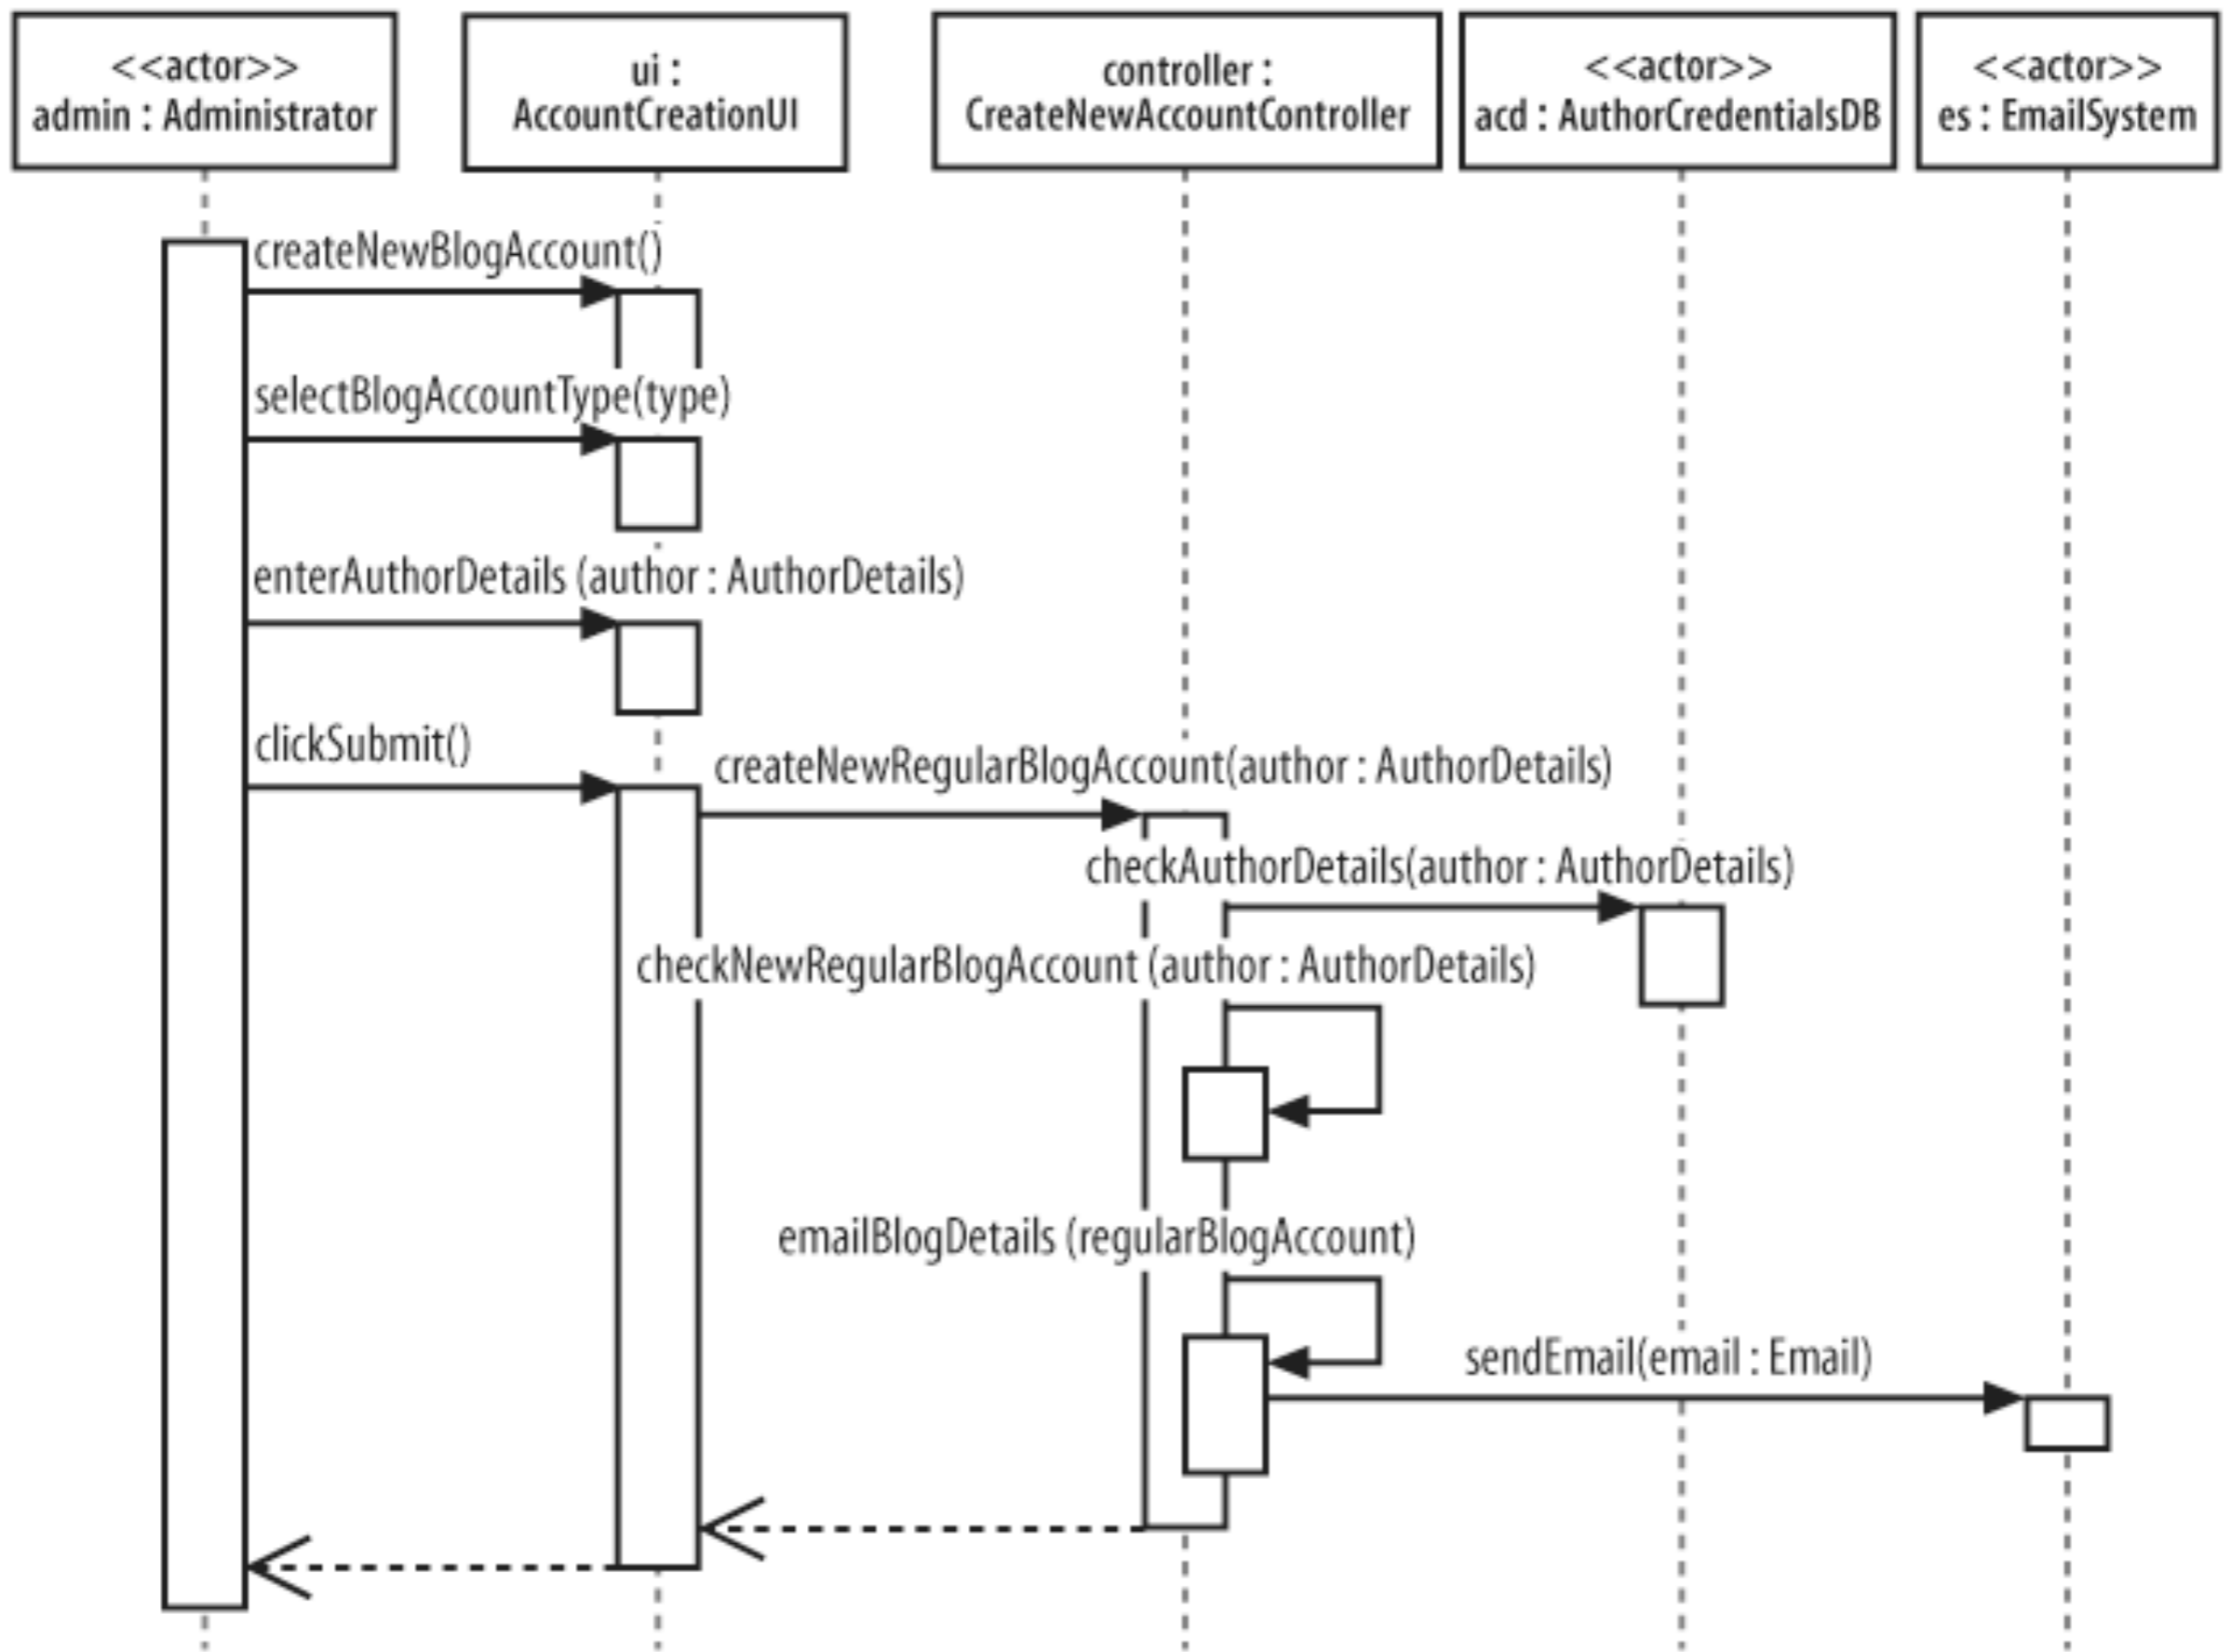 <<actor>>
admin : Administrator
ui :
AccountCreationUI
controller :
CreateNewAccountController
<<actor>>
acd : AuthorCredentialsDB
<<actor>>
es : EmailSystem
createNewBlogAccount()
selectBlogAccountType(type)
enterAuthorDetails (author : AuthorDetails)
clickSubmit()
createNewRegularBlogAccount(author : AuthorDetails)
checkAuthorDetails(author : AuthorDetails)
checkNewRegularBlogAccount (author : AuthorDetails)
emailBlogDetails (regularBlogAccount)
sendEmail(email : Email)